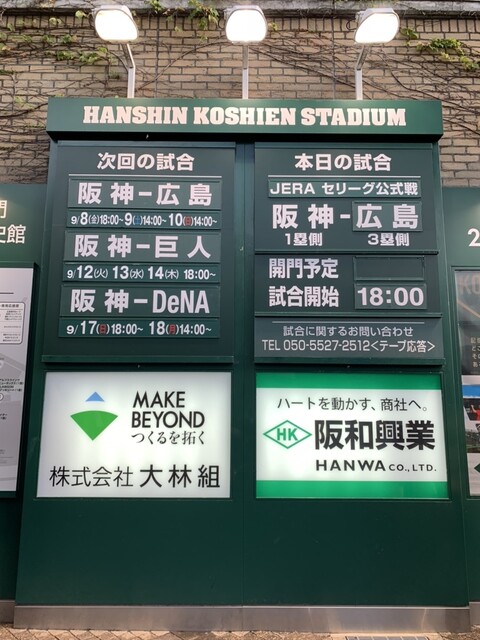 HANSHIN KOSHIEN STADIUM
次回の試合
阪神－広島
9/8(金)18:00~9(土)14:00~10(日)14:00~
阪神－巨人
9/12(火) 13(水) 14(木) 18:00~
阪神－DeNA
9/17(日)18:00~ 18(月)14:00~
本日の試合
JERA セリーグ公式戦
阪神－広島
1塁側 3塁側
開門予定
試合開始 18:00
試合に関するお問い合わせ
TEL 050-5527-2512<テープ応答>
MAKE
BEYOND
つくるを拓く
株式会社 大林組
ハートを動かす、商社へ。
HK 阪和興業
HANWA CO., LTD.
門
史館
2